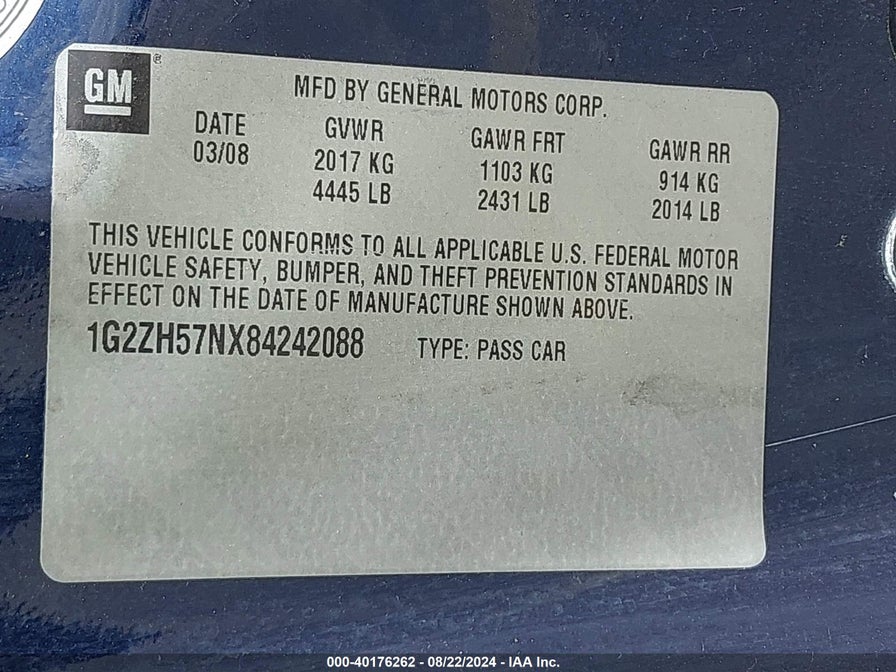 GM ®
MFD BY GENERAL MOTORS CORP.
DATE GVWR GAWR FRT GAWR RR
03/08 2017 KG 1103 KG 914 KG
4445 LB 2431 LB 2014 LB
THIS VEHICLE CONFORMS TO ALL APPLICABLE U.S. FEDERAL MOTOR
VEHICLE SAFETY, BUMPER, AND THEFT PREVENTION STANDARDS IN
EFFECT ON THE DATE OF MANUFACTURE SHOWN ABOVE.
1G2ZH57NX84242088 TYPE: PASS CAR
000-40176262 - 08/22/2024 - IAA Inc.